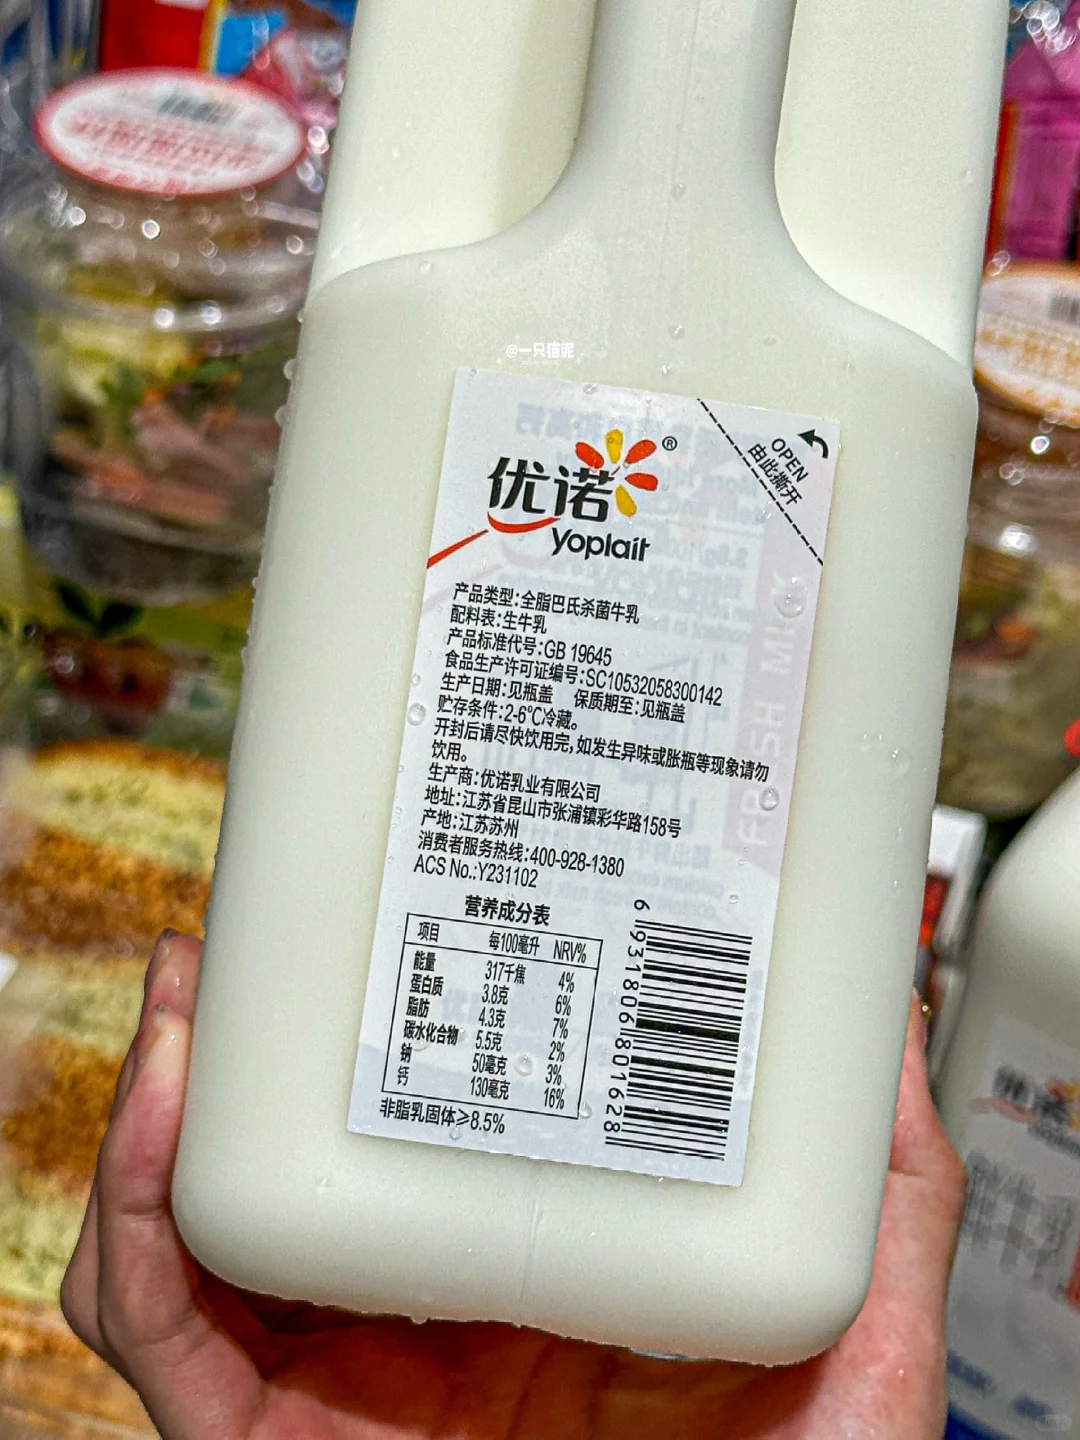 @一只猫泥
优诺®
yoplait
OPEN
由此撕开
产品类型:全脂巴氏杀菌牛乳
配料表:生牛乳
产品标准代号:GB 19645
食品生产许可证编号:SC10532058300142
生产日期:见瓶盖 保质期至:见瓶盖
贮存条件:2-6℃冷藏。
开封后请尽快饮用完,如发生异味或胀瓶等现象请勿
饮用。
生产商:优诺乳业有限公司
地址:江苏省昆山市张浦镇彩华路158号
产地:江苏苏州
消费者服务热线:400-928-1380
ACS No.:Y231102
营养成分表
项目 每100毫升 NRV%
能量 317千焦 4%
蛋白质 3.8克 6%
脂肪 4.3克 7%
碳水化合物 5.5克 2%
钠 50毫克 3%
钙 130毫克 16%
非脂乳固体≥8.5%
6 931806 801628